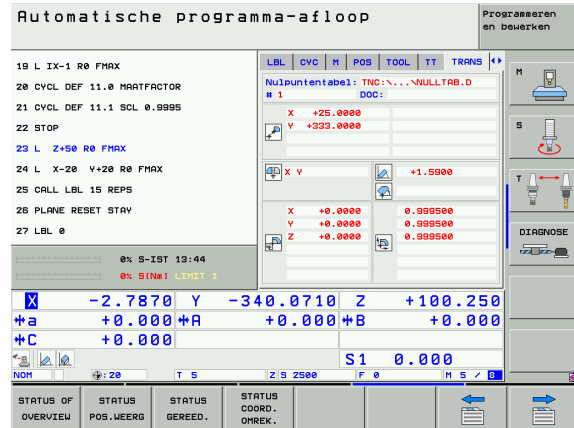 Automatische programma-afloop
Programmeren
en bewerken
19 L IX-1 R0 FMAX
20 CYCL DEF 11.0 MAATFACTOR
21 CYCL DEF 11.1 SCL 0.9995
22 STOP
23 L Z+50 R0 FMAX
24 L X-20 Y+20 R0 FMAX
25 CALL LBL 15 REP5
26 PLANE RESET STAY
27 LBL 0
LBL CYC M POS TOOL TT TRANS
Nulpuntentabel: TNC:\...\NULLTAB.D
# 1 DOC:
X +25.0000
Y +333.0000
X Y +1.5900
X +0.0000 0.999500
Y +0.0000 0.999500
Z +0.0000 0.999500
M
S
T
DIAGNOSE
0% S-IST 13:44
0% S[Nm] LIMIT 1
X -2.7870 Y -340.0710 Z +100.250
a +0.000 A +0.000 B +0.000
C +0.000
S1 0.000
NOM : 20 T 5 Z S 2500 F 0 M 5 / 8
STATUS OF
OVERVIEW
STATUS
POS.WEERG
STATUS
GEREED.
STATUS
COORD.
OMREK.